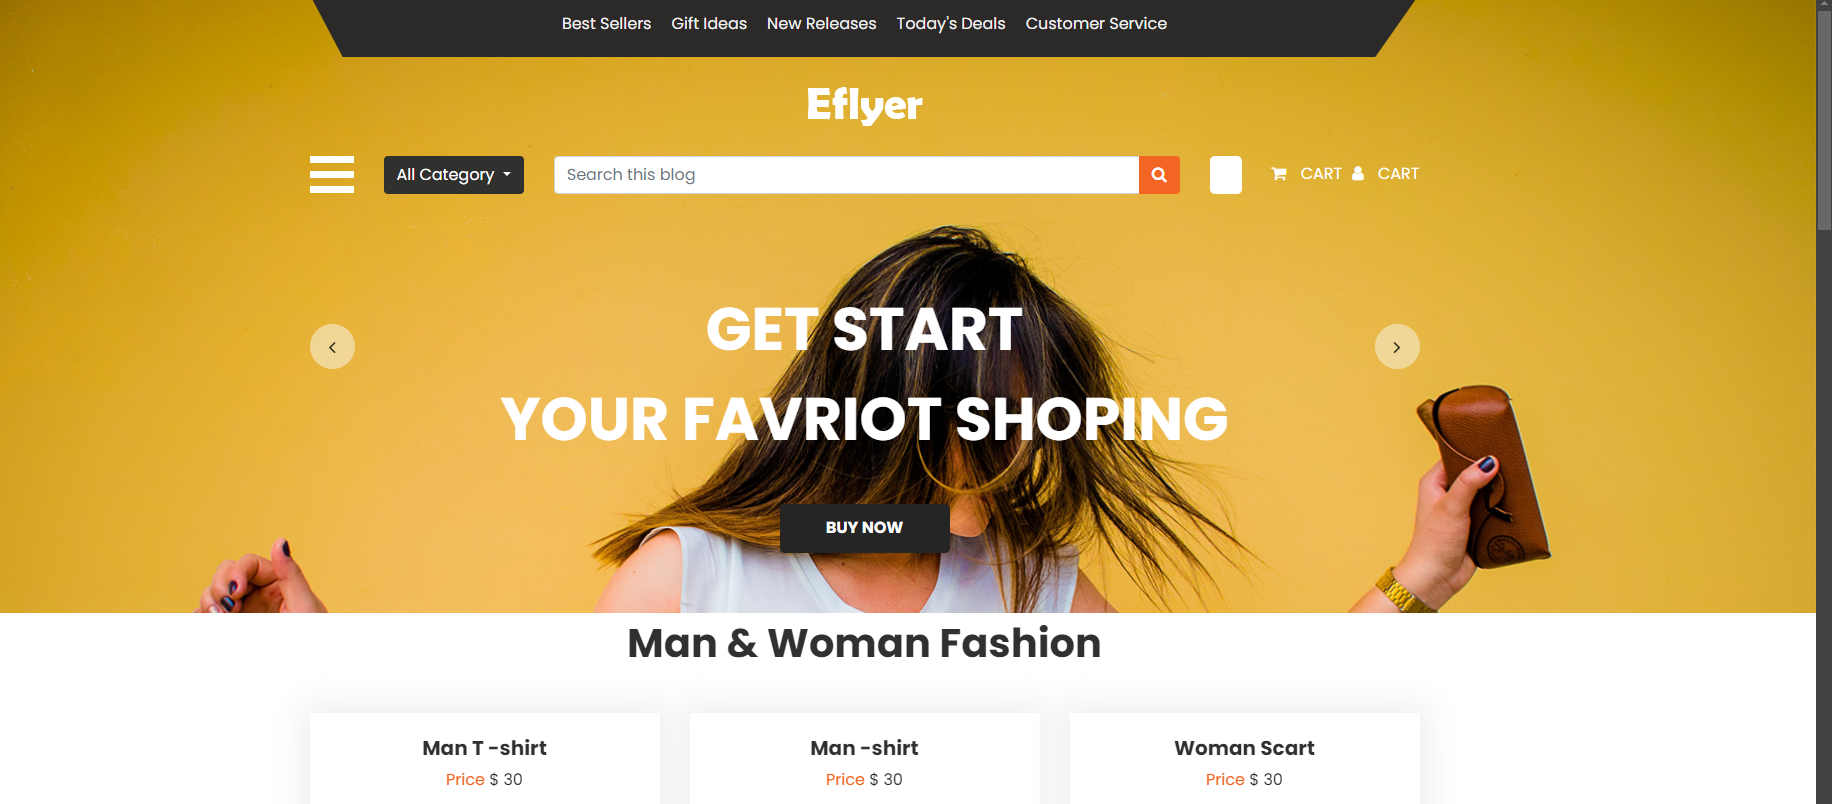 Best Sellers Gift Ideas New Releases Today's Deals Customer Service
Eflyer
All Category Search this blog CART CART
GET START
YOUR FAVRIOT SHOPING
BUY NOW
Man & Woman Fashion
Man T -shirt Man -shirt Woman Scart
Price $ 30 Price $ 30 Price $ 30